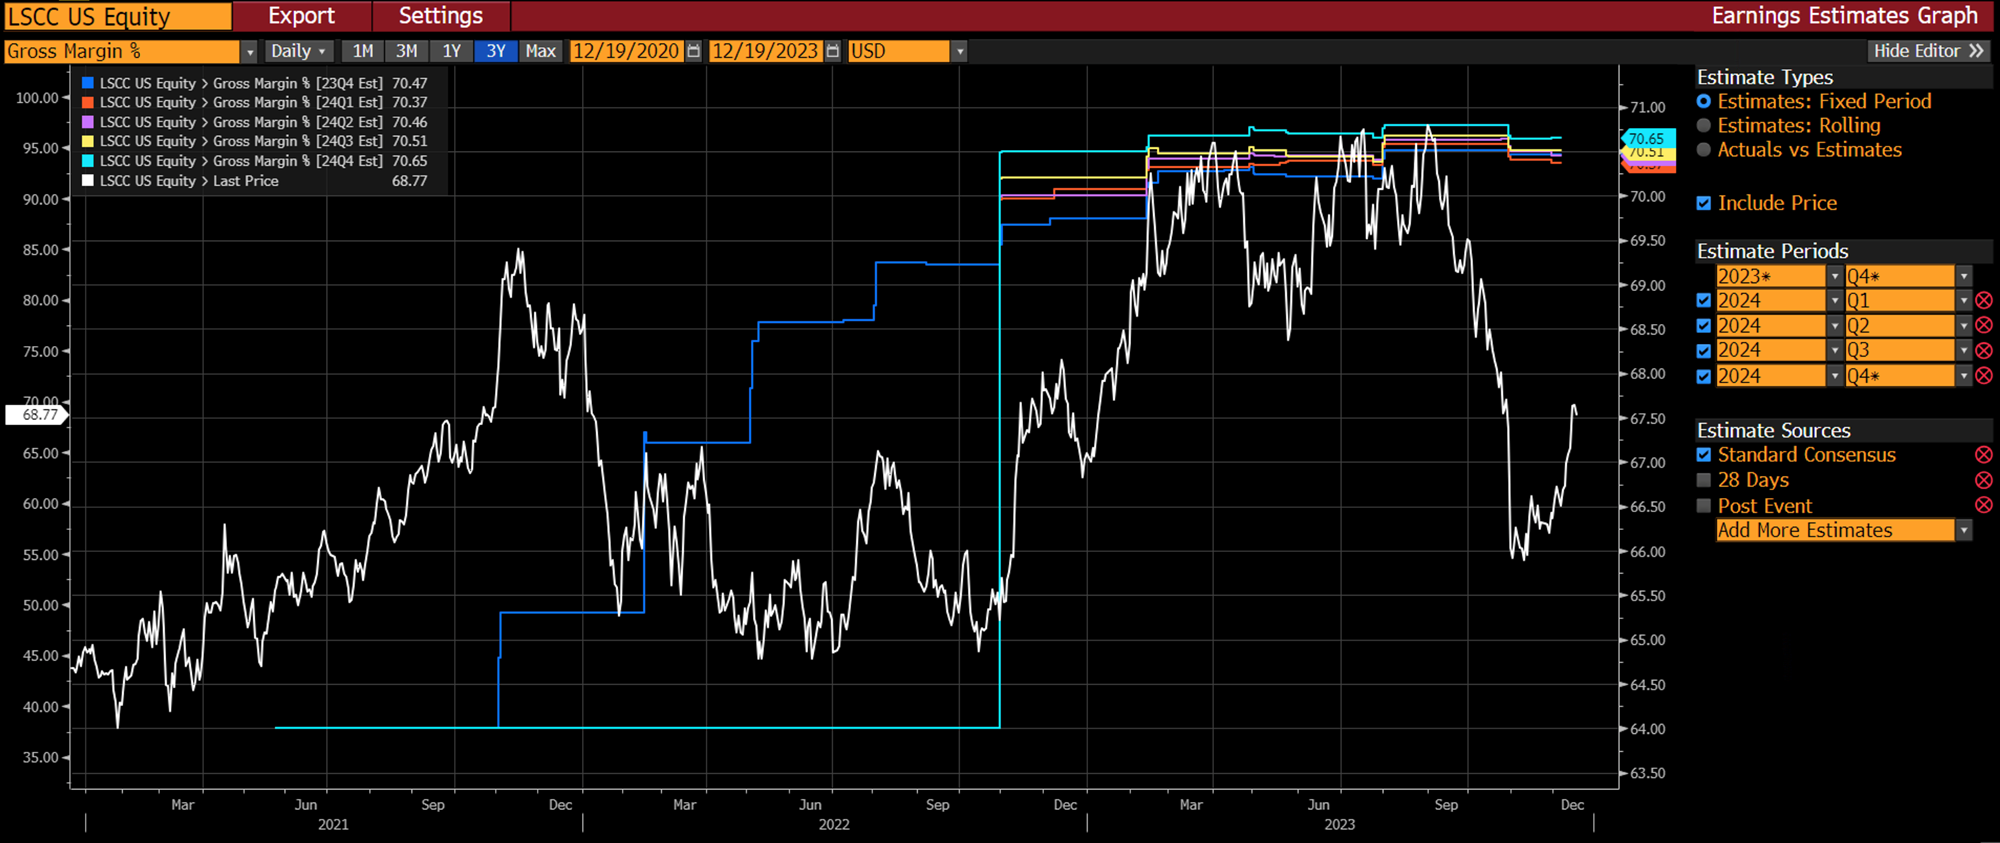 LSCC US Equity Export Settings Earnings Estimates Graph
Gross Margin % Daily 1M 3M 1Y 3Y Max 12/19/2020 12/19/2023 USD Hide Editor »
LSCC US Equity > Gross Margin % [23Q4 Est] 70.47
LSCC US Equity > Gross Margin % [24Q1 Est] 70.37
LSCC US Equity > Gross Margin % [24Q2 Est] 70.46
LSCC US Equity > Gross Margin % [24Q3 Est] 70.51
LSCC US Equity > Gross Margin % [24Q4 Est] 70.65
LSCC US Equity > Last Price 68.77
100.00
95.00
90.00
85.00
80.00
75.00
70.00
68.77
65.00
60.00
55.00
50.00
45.00
40.00
35.00
71.00
70.65
70.51
70.37
70.00
69.50
69.00
68.50
68.00
67.50
67.00
66.50
66.00
65.50
65.00
64.50
64.00
63.50
Mar Jun Sep Dec Mar Jun Sep Dec Mar Jun Sep Dec
2021 2022 2023
Estimate Types
Estimates: Fixed Period
Estimates: Rolling
Actuals vs Estimates
Include Price
Estimate Periods
2023* Q4*
2024 Q1
2024 Q2
2024 Q3
2024 Q4*
Estimate Sources
Standard Consensus
28 Days
Post Event
Add More Estimates